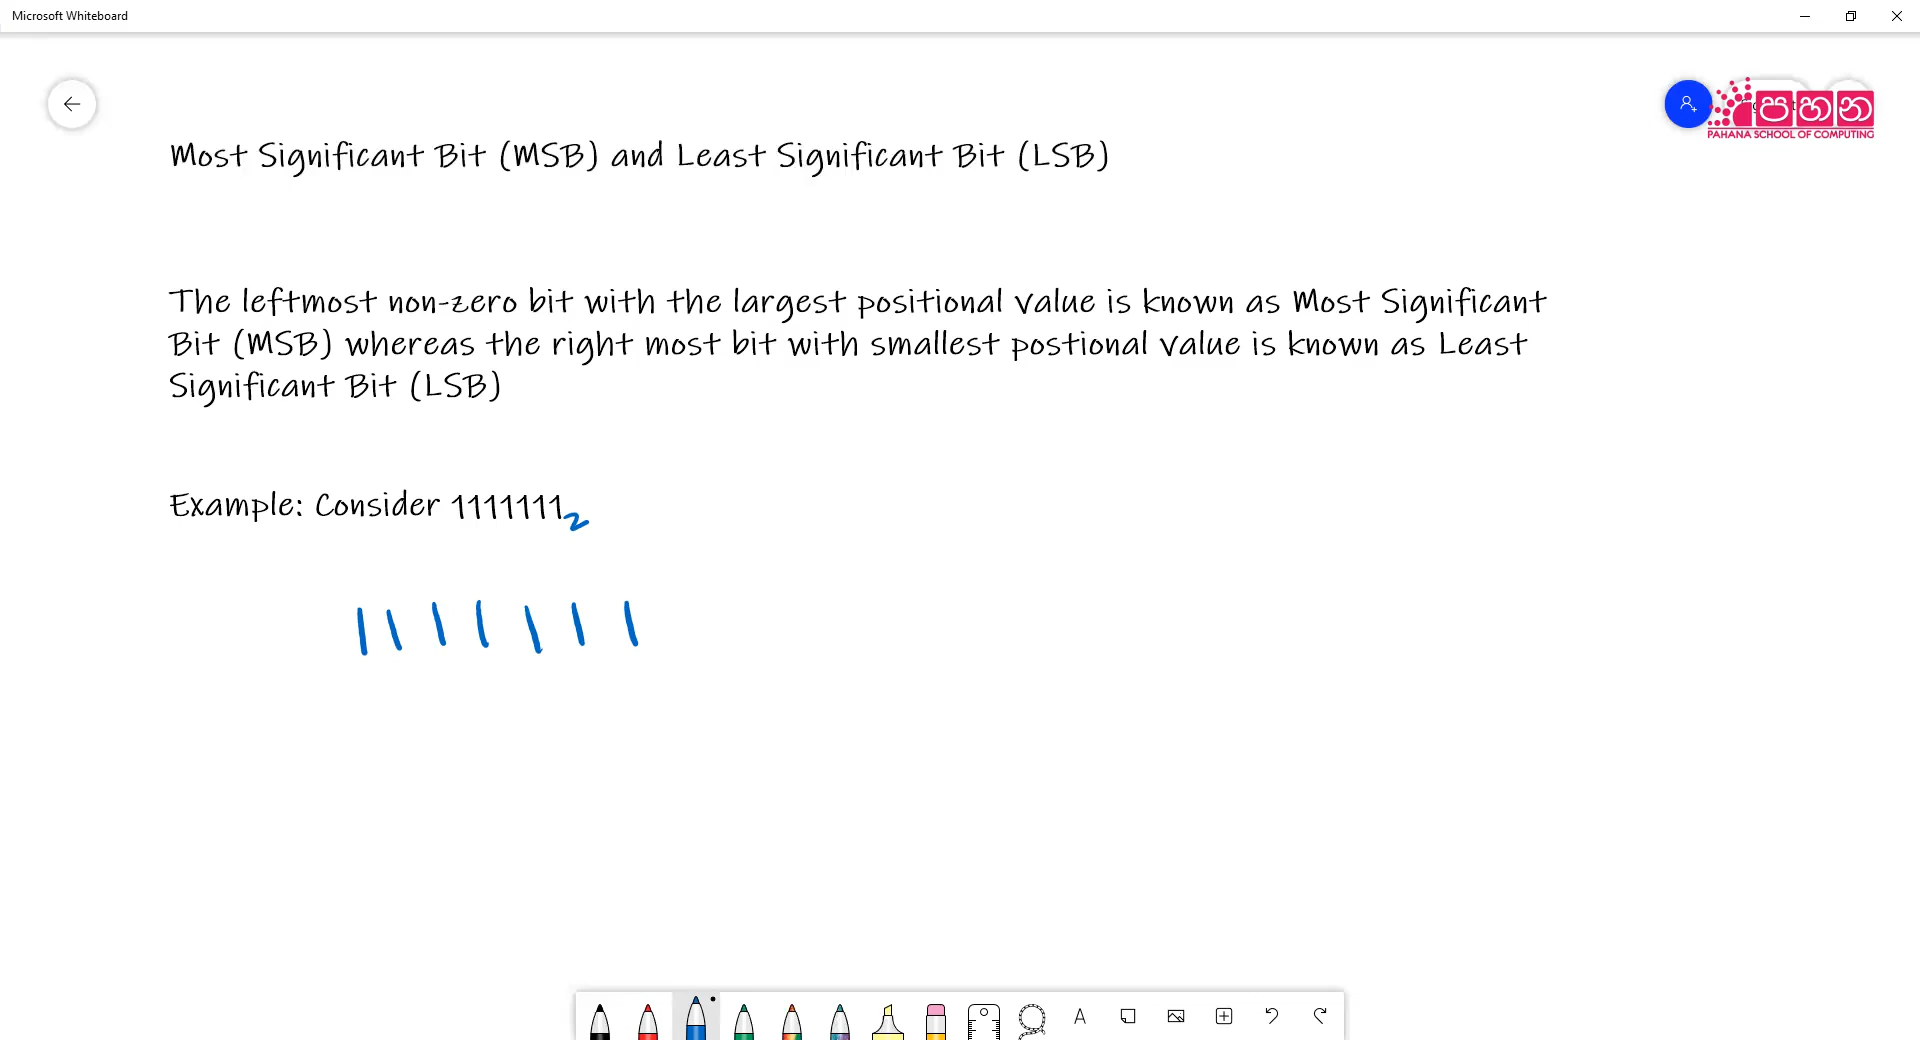 Microsoft Whiteboard
පහන
PAHANA SCHOOL OF COMPUTING
Most Significant Bit (MSB) and Least Significant Bit (LSB)
The leftmost non-zero bit with the largest positional value is known as Most Significant
Bit (MSB) whereas the right most bit with smallest postional value is known as Least
Significant Bit (LSB)
Example: Consider 1111111₂
1 1 1 1 1 1 1
A